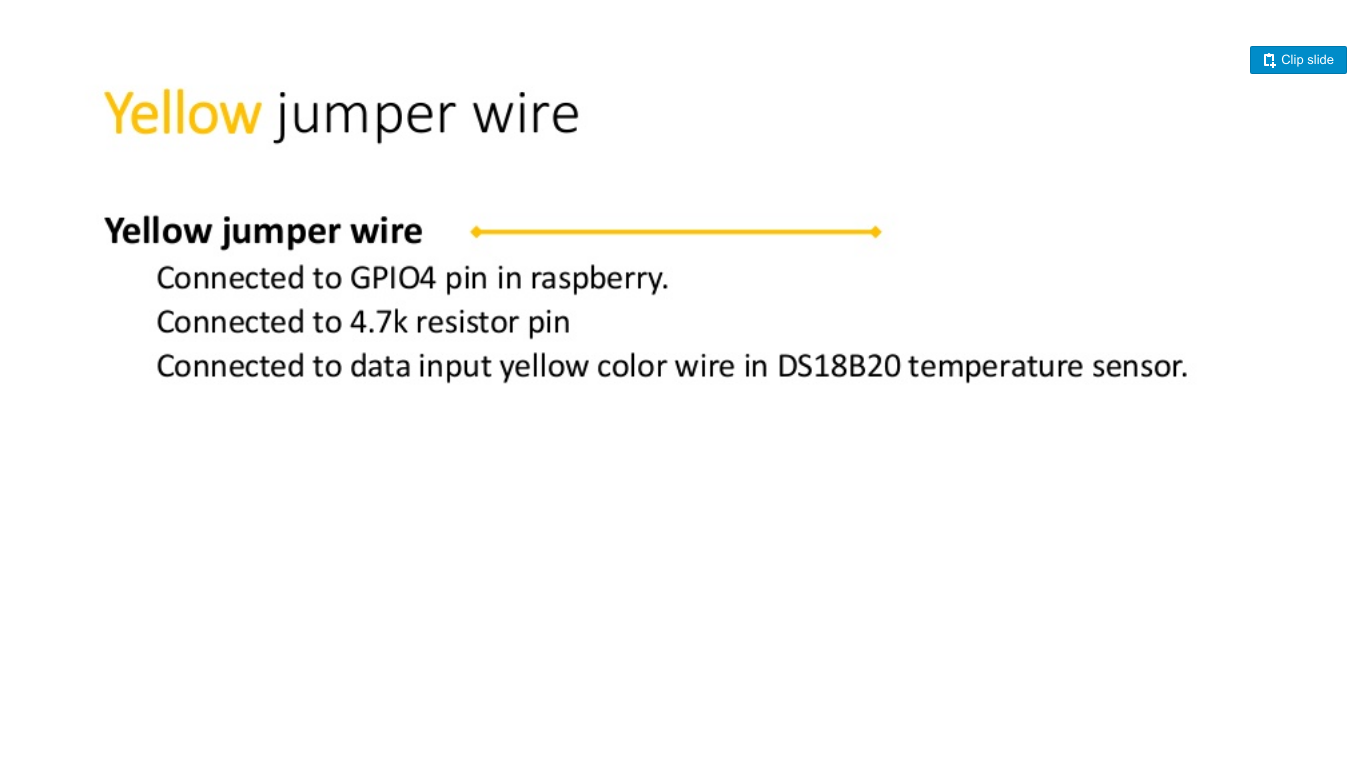 Clip slide
Yellow jumper wire
Yellow jumper wire
Connected to GPIO4 pin in raspberry.
Connected to 4.7k resistor pin
Connected to data input yellow color wire in DS18B20 temperature sensor.